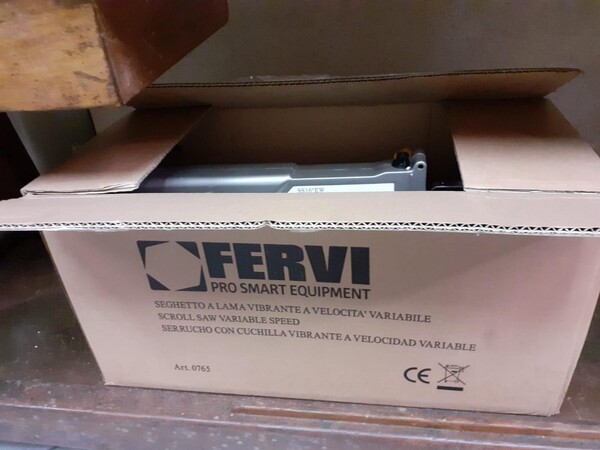 FERVI
PRO SMART EQUIPMENT
SEGHETTO A LAMA VIBRANTE A VELOCITA' VARIABILE
SCROLL SAW VARIABLE SPEED
SERRUCHO CON CUCHILLA VIBRANTE A VELOCIDAD VARIABLE
Art. 0765
CE